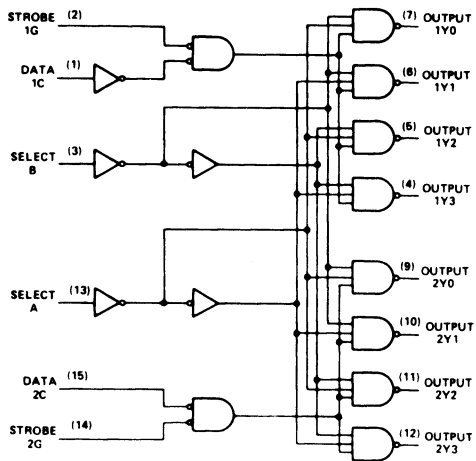 STROBE (2)
1G
DATA (1)
1C
SELECT (3)
B
SELECT (13)
A
DATA (15)
2C
STROBE (14)
2G
(7) OUTPUT
1Y0
(6) OUTPUT
1Y1
(5) OUTPUT
1Y2
(4) OUTPUT
1Y3
(9) OUTPUT
2Y0
(10) OUTPUT
2Y1
(11) OUTPUT
2Y2
(12) OUTPUT
2Y3